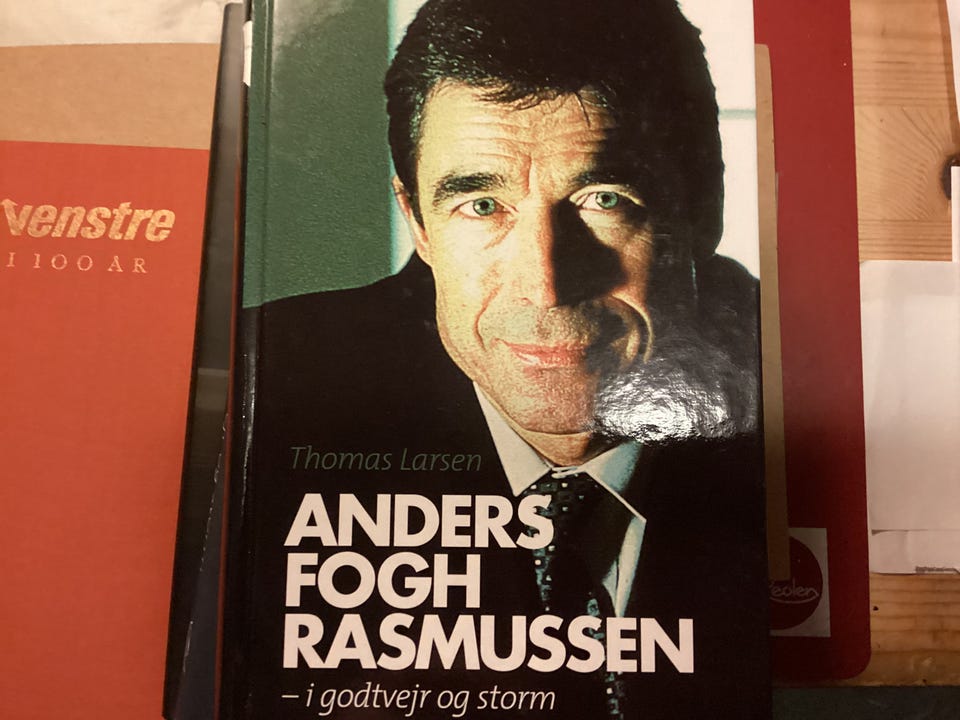 venstre
I 100 ÅR
Thomas Larsen
ANDERS
FOGH
RASMUSSEN
– i godtvejr og storm